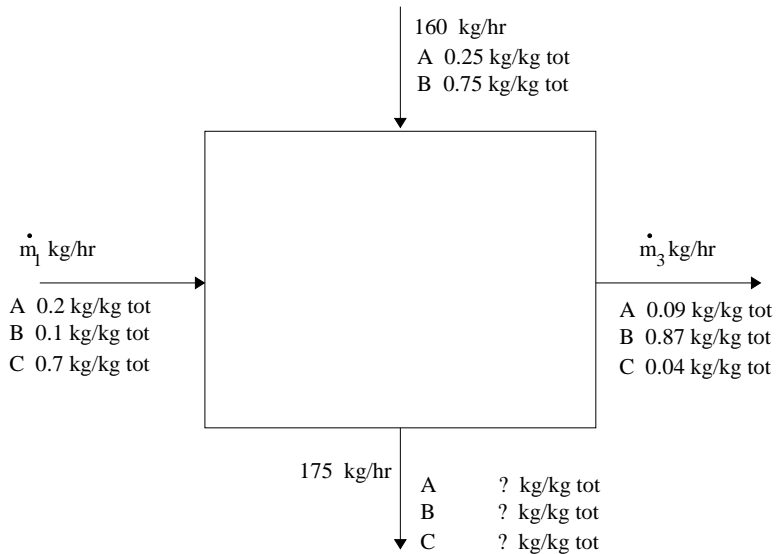 160 kg/hr
A 0.25 kg/kg tot
B 0.75 kg/kg tot
ṁ1 kg/hr
A 0.2 kg/kg tot
B 0.1 kg/kg tot
C 0.7 kg/kg tot
ṁ3 kg/hr
A 0.09 kg/kg tot
B 0.87 kg/kg tot
C 0.04 kg/kg tot
175 kg/hr
A ? kg/kg tot
B ? kg/kg tot
C ? kg/kg tot